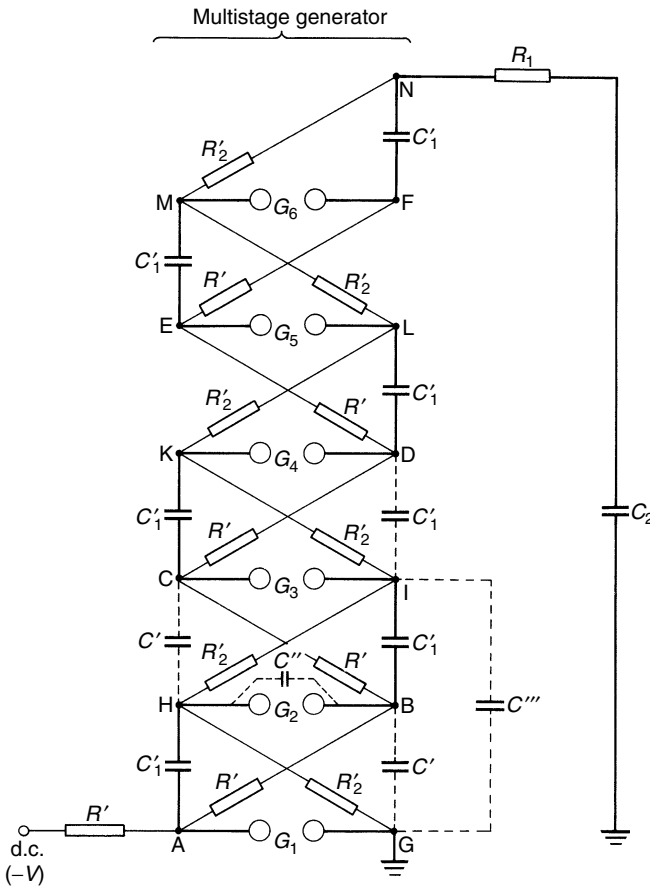 Multistage generator
R₁
N
C′₁
R′₂
M G₆ F
C′₁ R′ R′₂
E G₅ L
R′₂ R′ C′₁
K G₄ D
C′₁ R′ R′₂ C′₁ C₂
C G₃ I
C′ R′₂ C″ R′ C′₁
H G₂ B C‴
C′₁ R′ R′₂ C′
R′
d.c. A G₁ G
(−V)